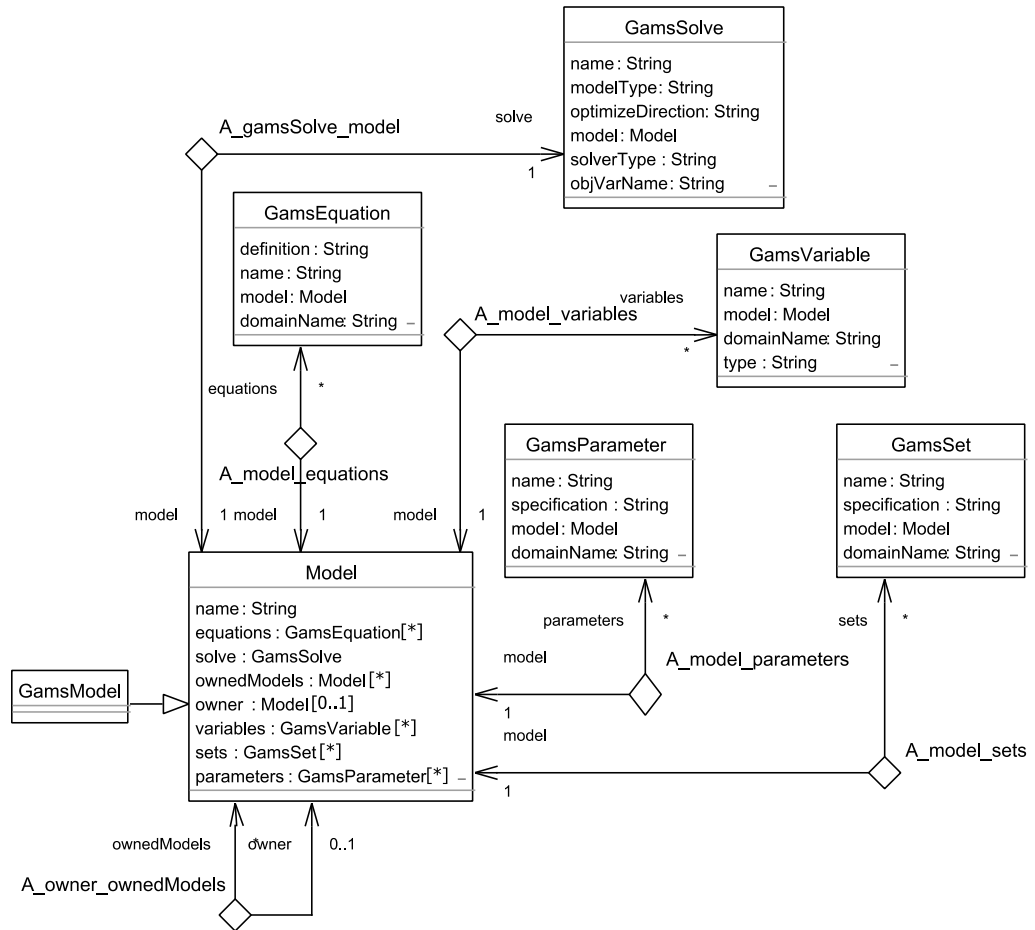 GamsSolve
name : String
modelType : String
optimizeDirection : String
model : Model
solverType : String
objVarName : String
A_gamsSolve_model
solve
1
GamsEquation
definition : String
name : String
model : Model
domainName : String
GamsVariable
name : String
model : Model
domainName : String
type : String
variables
A_model_variables
*
equations
*
A_model_equations
model
1
model
1
model
1
GamsParameter
name : String
specification : String
model : Model
domainName : String
GamsSet
name : String
specification : String
model : Model
domainName : String
parameters
*
sets
*
model
A_model_parameters
1
model
A_model_sets
1
Model
name : String
equations : GamsEquation[*]
solve : GamsSolve
ownedModels : Model[*]
owner : Model[0..1]
variables : GamsVariable[*]
sets : GamsSet[*]
parameters : GamsParameter[*]
GamsModel
ownedModels
*
owner
0..1
A_owner_ownedModels